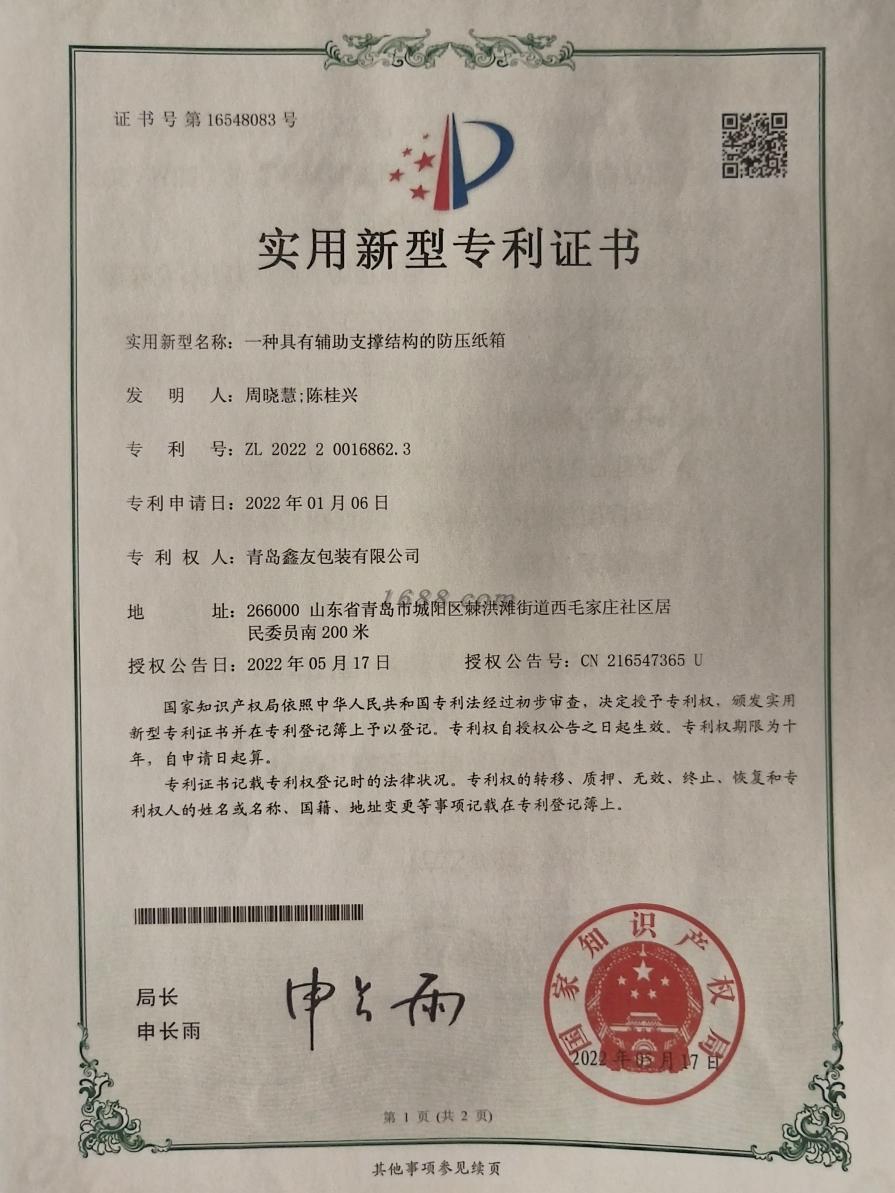 证书号第16548083号
实用新型专利证书
实用新型名称：一种具有辅助支撑结构的防压纸箱
发明人：周晓慧;陈桂兴
专利号：ZL 2022 2 0016862.3
专利申请日：2022年01月06日
专利权人：青岛鑫友包装有限公司
1688.com
地址：266000 山东省青岛市城阳区棘洪滩街道西毛家庄社区居
民委员南200米
授权公告日：2022年05月17日 授权公告号：CN 216547365 U
国家知识产权局依照中华人民共和国专利法经过初步审查，决定授予专利权，颁发实用
新型专利证书并在专利登记簿上予以登记。专利权自授权公告之日起生效。专利权期限为十
年，自申请日起算。
专利证书记载专利权登记时的法律状况。专利权的转移、质押、无效、终止、恢复和专
利权人的姓名或名称、国籍、地址变更等事项记载在专利登记簿上。
局长
申长雨
申长雨
国家知识产权局
2022年05月17日
第1页(共2页)
其他事项参见续页